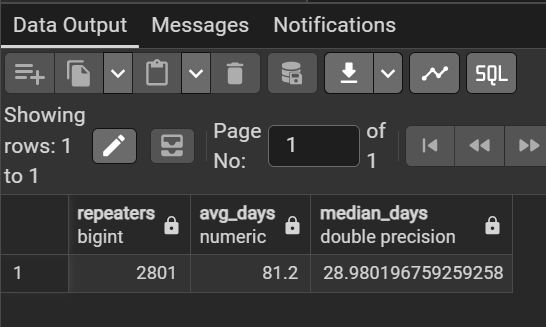 Data Output Messages Notifications
SQL
Showing
rows: 1
to 1
Page
No:
1
of
1
repeaters
bigint
avg_days
numeric
median_days
double precision
1 2801 81.2 28.980196759259258